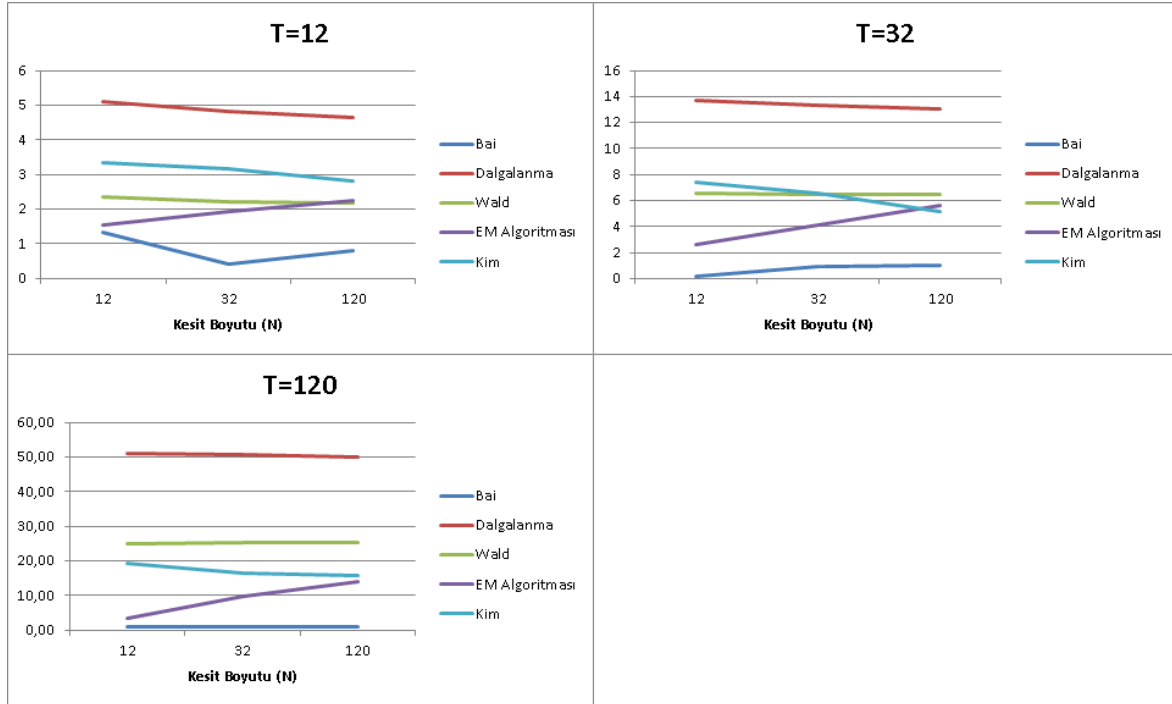 T=12
6
5
4
3
2
1
0
12 32 120
Kesit Boyutu (N)
Bai
Dalgalanma
Wald
EM Algoritması
Kim
T=32
16
14
12
10
8
6
4
2
0
12 32 120
Kesit Boyutu (N)
Bai
Dalgalanma
Wald
EM Algoritması
Kim
T=120
60,00
50,00
40,00
30,00
20,00
10,00
0,00
12 32 120
Kesit Boyutu (N)
Bai
Dalgalanma
Wald
EM Algoritması
Kim